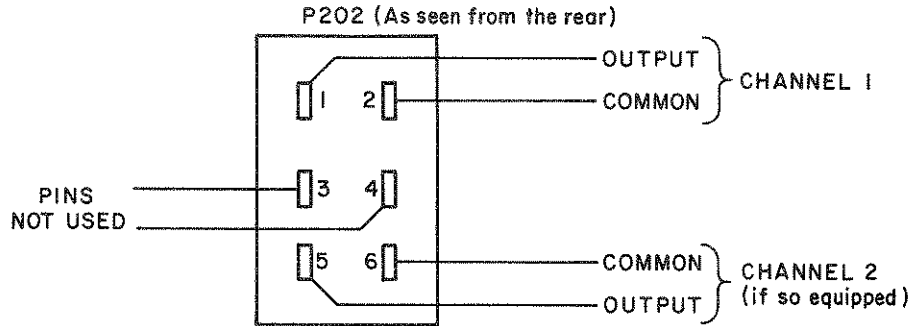 P202 (As seen from the rear)
OUTPUT
CHANNEL 1
1 2
COMMON
PINS
NOT USED
3 4
5 6
COMMON
CHANNEL 2
(if so equipped)
OUTPUT